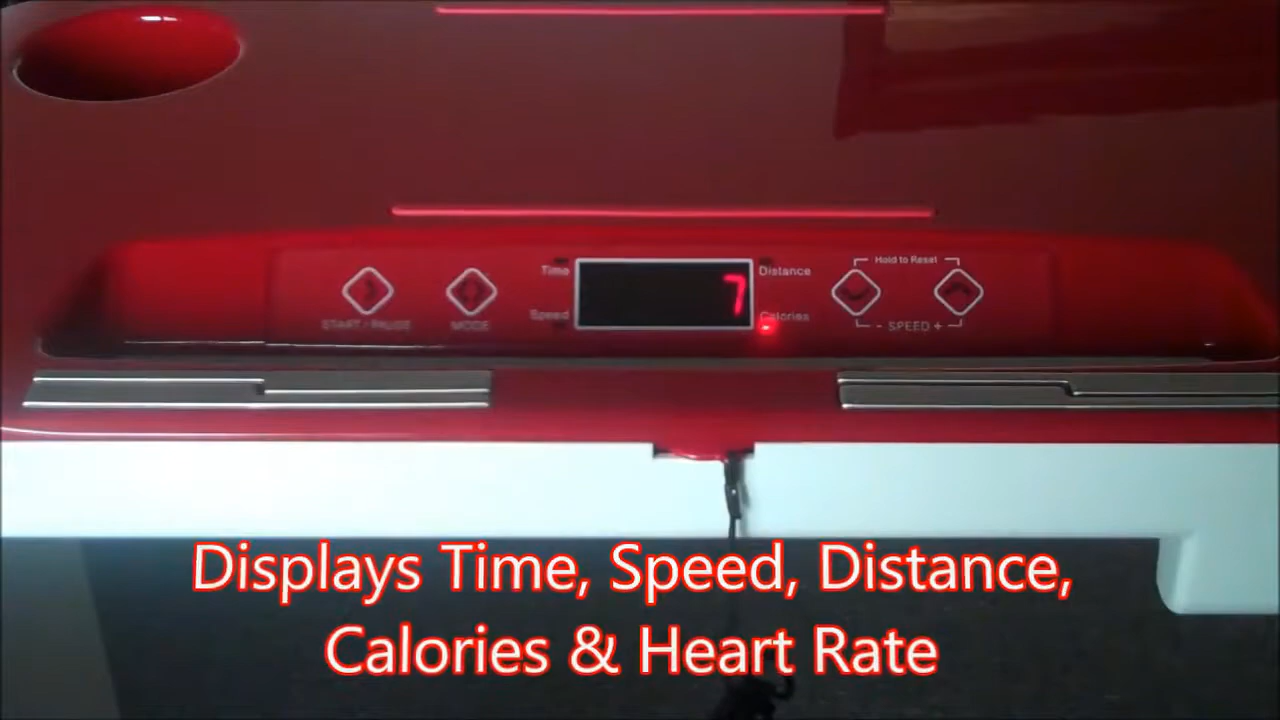 Time
Distance
Hold to Reset
7
Speed
Calories
START / PAUSE
MODE
- SPEED +
Displays Time, Speed, Distance,
Calories & Heart Rate